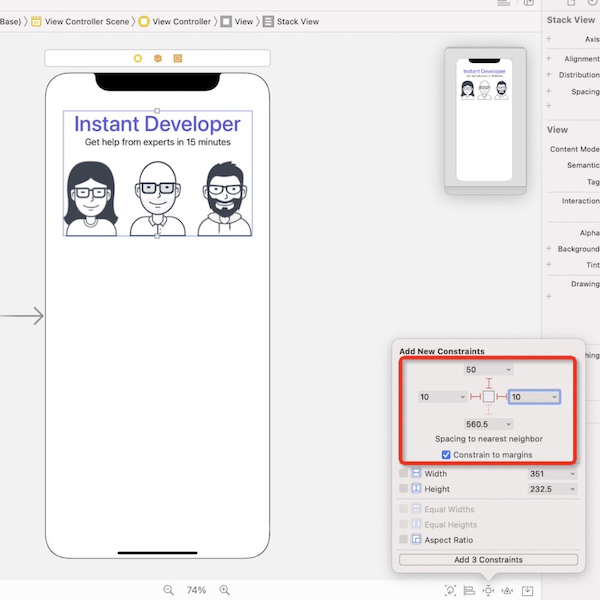 Base) 〉 View Controller Scene 〉 View Controller 〉 View 〉 Stack View
Stack View
Axis
Alignment
Distribution
Spacing
View
Content Mode
Semantic
Tag
Interaction
Alpha
Background
Tint
Drawing
hing
Instant Developer
Get help from experts in 15 minutes
Instant Developer
Add New Constraints
50
10
10
560.5
Spacing to nearest neighbor
Constrain to margins
Width 351
Height 232.5
Equal Widths
Equal Heights
Aspect Ratio
Add 3 Constraints
74%